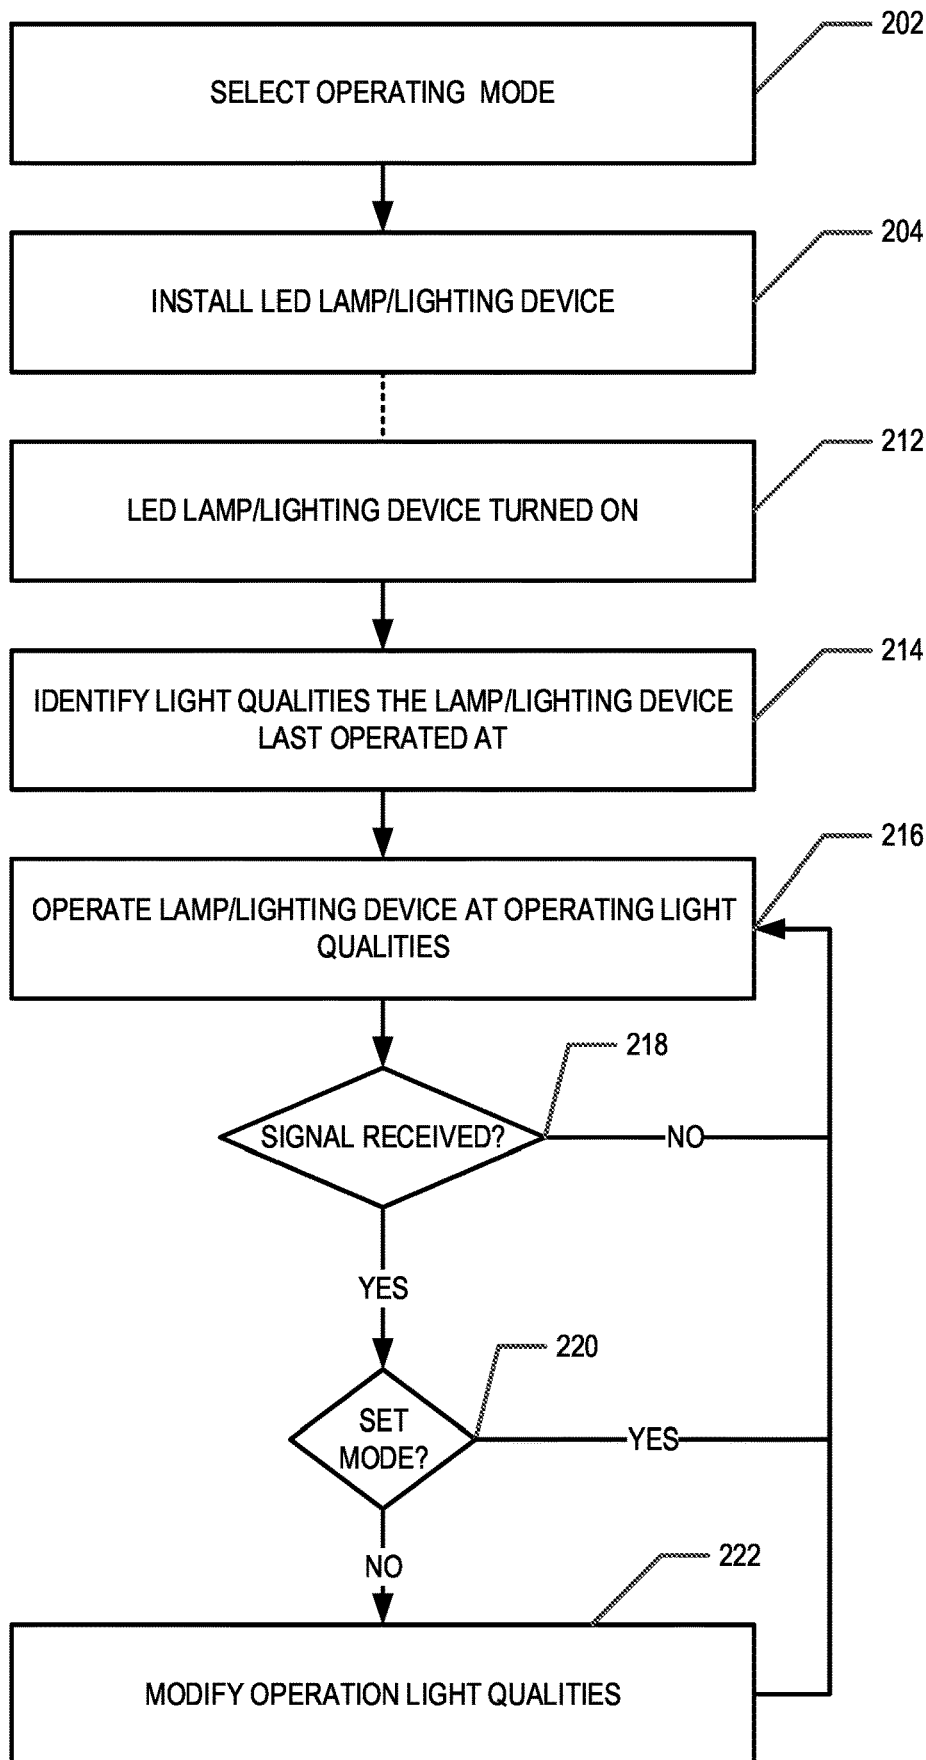 202
SELECT OPERATING MODE
204
INSTALL LED LAMP/LIGHTING DEVICE
212
LED LAMP/LIGHTING DEVICE TURNED ON
214
IDENTIFY LIGHT QUALITIES THE LAMP/LIGHTING DEVICE
LAST OPERATED AT
216
OPERATE LAMP/LIGHTING DEVICE AT OPERATING LIGHT
QUALITIES
218
SIGNAL RECEIVED?
NO
YES
220
SET
MODE?
YES
NO
222
MODIFY OPERATION LIGHT QUALITIES